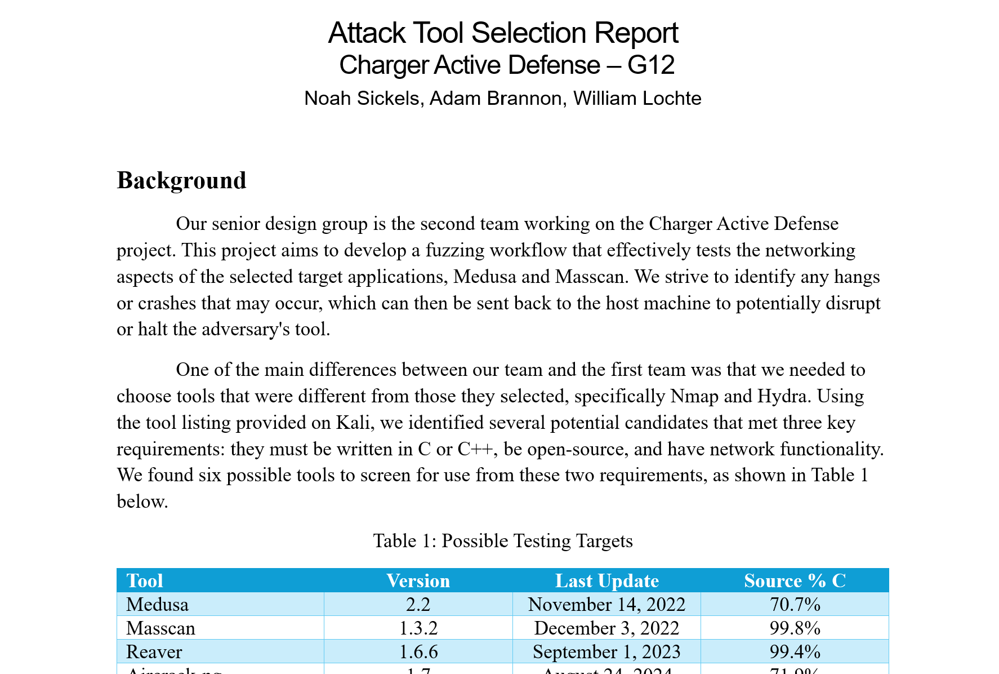 Attack Tool Selection Report
Charger Active Defense – G12
Noah Sickels, Adam Brannon, William Lochte
Background
Our senior design group is the second team working on the Charger Active Defense
project. This project aims to develop a fuzzing workflow that effectively tests the networking
aspects of the selected target applications, Medusa and Masscan. We strive to identify any hangs
or crashes that may occur, which can then be sent back to the host machine to potentially disrupt
or halt the adversary's tool.
One of the main differences between our team and the first team was that we needed to
choose tools that were different from those they selected, specifically Nmap and Hydra. Using
the tool listing provided on Kali, we identified several potential candidates that met three key
requirements: they must be written in C or C++, be open-source, and have network functionality.
We found six possible tools to screen for use from these two requirements, as shown in Table 1
below.
Table 1: Possible Testing Targets
Tool Version Last Update Source % C
Medusa 2.2 November 14, 2022 70.7%
Masscan 1.3.2 December 3, 2022 99.8%
Reaver 1.6.6 September 1, 2023 99.4%
Aircrack-ng 1.7 August 24, 2024 71.9%